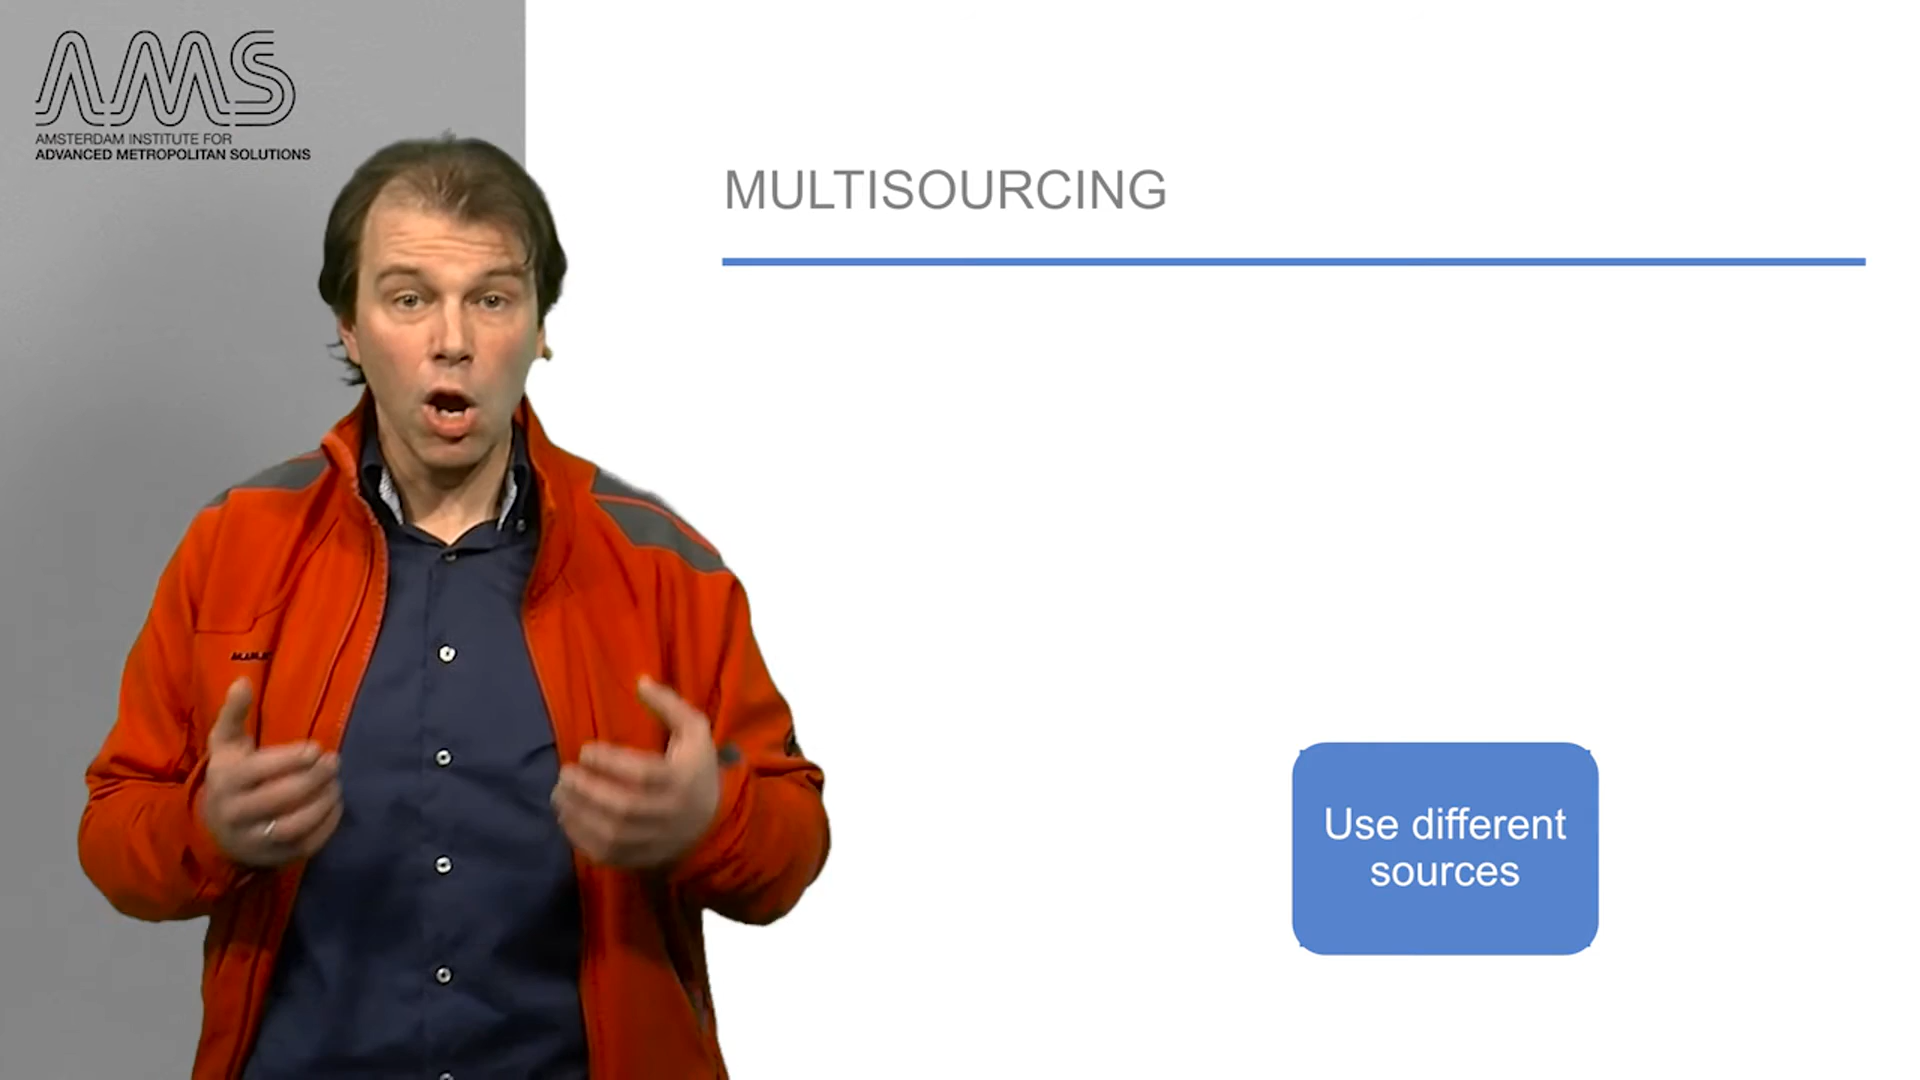 AMS
AMSTERDAM INSTITUTE FOR
ADVANCED METROPOLITAN SOLUTIONS
MULTISOURCING
Use different
sources